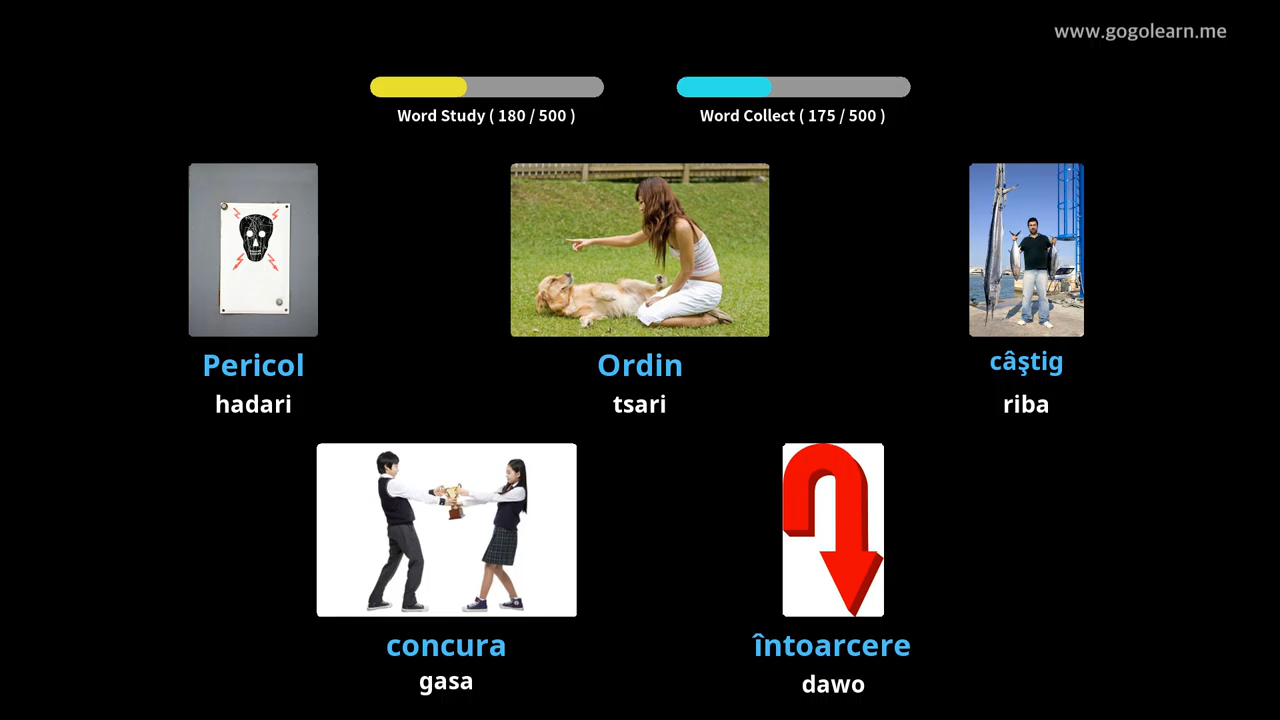 www.gogolearn.me
Word Study ( 180 / 500 )
Word Collect ( 175 / 500 )
Pericol
hadari
Ordin
tsari
câştig
riba
concura
gasa
întoarcere
dawo